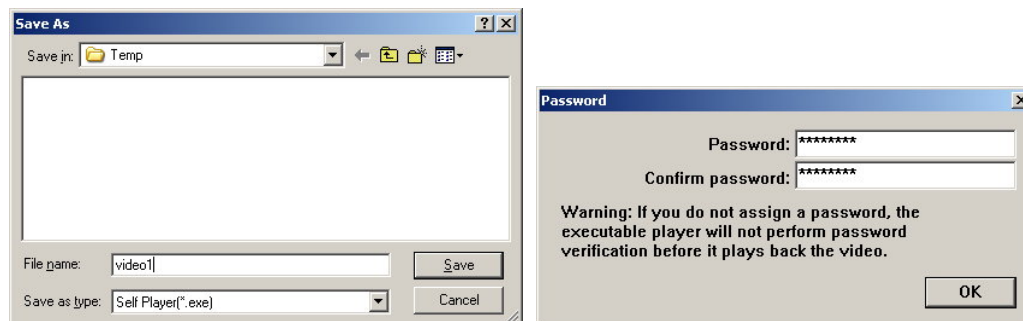 Save As
Save in: Temp
File name: video1
Save
Save as type: Self Player(*.exe)
Cancel
Password
Password: ********
Confirm password: ********
Warning: If you do not assign a password, the
executable player will not perform password
verification before it plays back the video.
OK